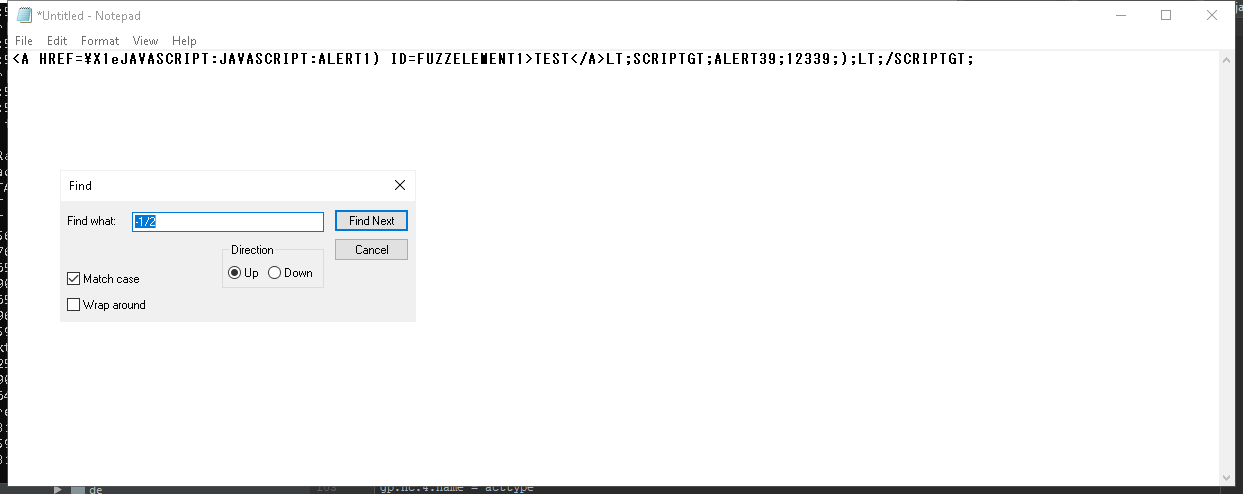 *Untitled - Notepad
File Edit Format View Help
<A HREF=¥X1eJAVASCRIPT:JAVASCRIPT:ALERT1) ID=FUZZELEMENT1>TEST</A>LT;SCRIPTGT;ALERT39;12339;);LT;/SCRIPTGT;
Find
Find what: -1/2 Find Next
Direction Cancel
Up Down
Match case
Wrap around
de